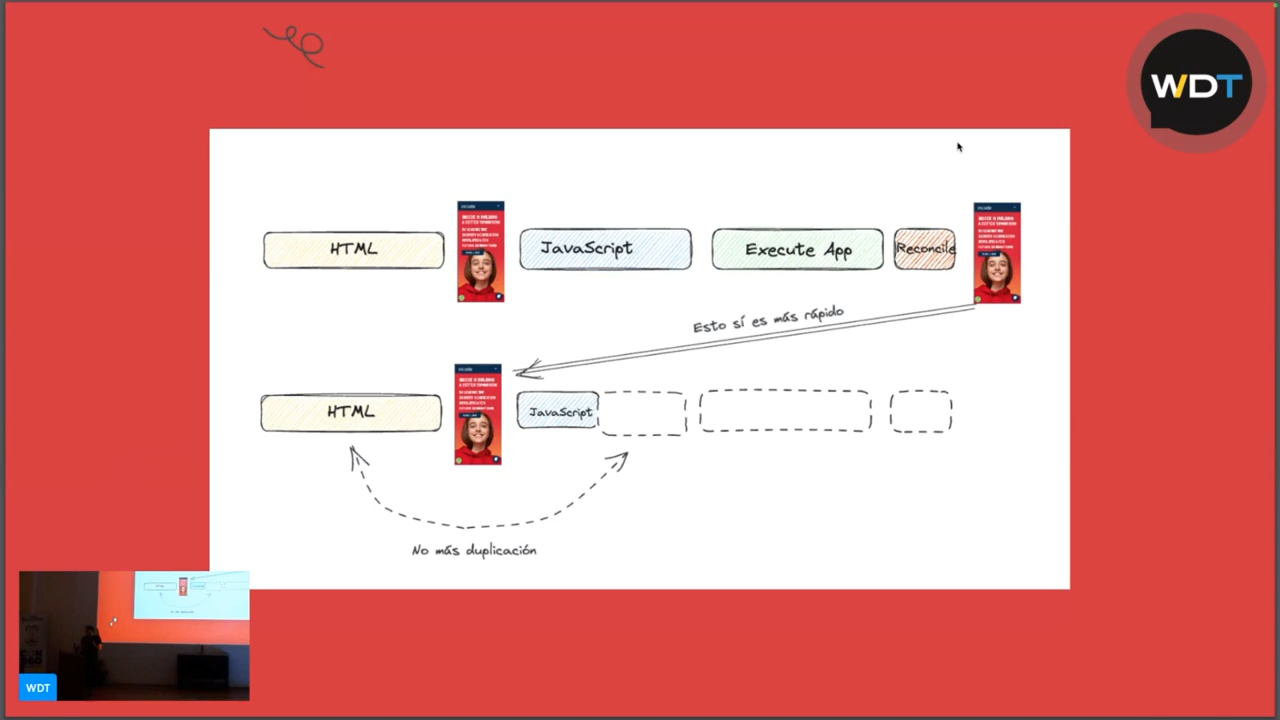 WDT
HTML
JavaScript
Execute App
Reconcile
Esto sí es más rápido
HTML
JavaScript
No más duplicación
WDT